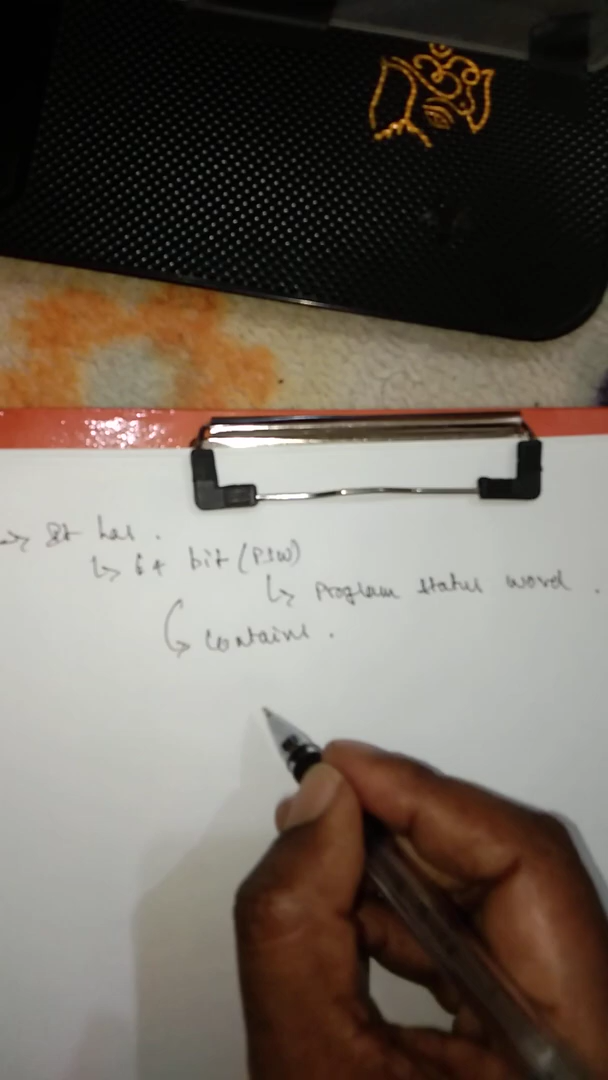 → It has.
↳ 64 bit (PSW)
↳ Program status word.
↳ contains.